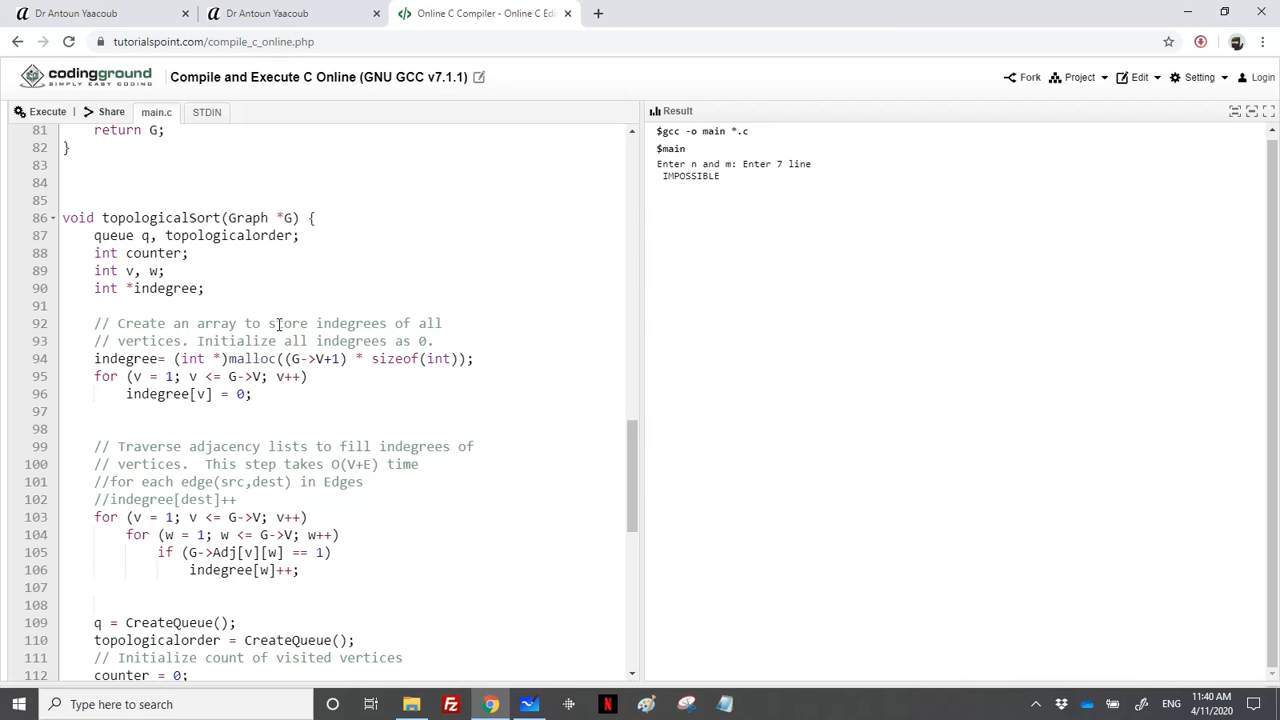 Dr Antoun Yaacoub
Dr Antoun Yaacoub
Online C Compiler - Online C Edi
tutorialspoint.com/compile_c_online.php
codingground
SIMPLY EASY CODING
Compile and Execute C Online (GNU GCC v7.1.1)
Fork
Project
Edit
Setting
Login
Execute
Share
main.c
STDIN
Result
81 return G;
82 }
83
84
85
86 void topologicalSort(Graph *G) {
87 queue q, topologicalorder;
88 int counter;
89 int v, w;
90 int *indegree;
91
92 // Create an array to store indegrees of all
93 // vertices. Initialize all indegrees as 0.
94 indegree= (int *)malloc((G->V+1) * sizeof(int));
95 for (v = 1; v <= G->V; v++)
96 indegree[v] = 0;
97
98
99 // Traverse adjacency lists to fill indegrees of
100 // vertices.  This step takes O(V+E) time
101 //for each edge(src,dest) in Edges
102 //indegree[dest]++
103 for (v = 1; v <= G->V; v++)
104 for (w = 1; w <= G->V; w++)
105 if (G->Adj[v][w] == 1)
106 indegree[w]++;
107
108
109 q = CreateQueue();
110 topologicalorder = CreateQueue();
111 // Initialize count of visited vertices
112 counter = 0;
$gcc -o main *.c
$main
Enter n and m: Enter 7 line
IMPOSSIBLE
Type here to search
ENG
11:40 AM
4/11/2020